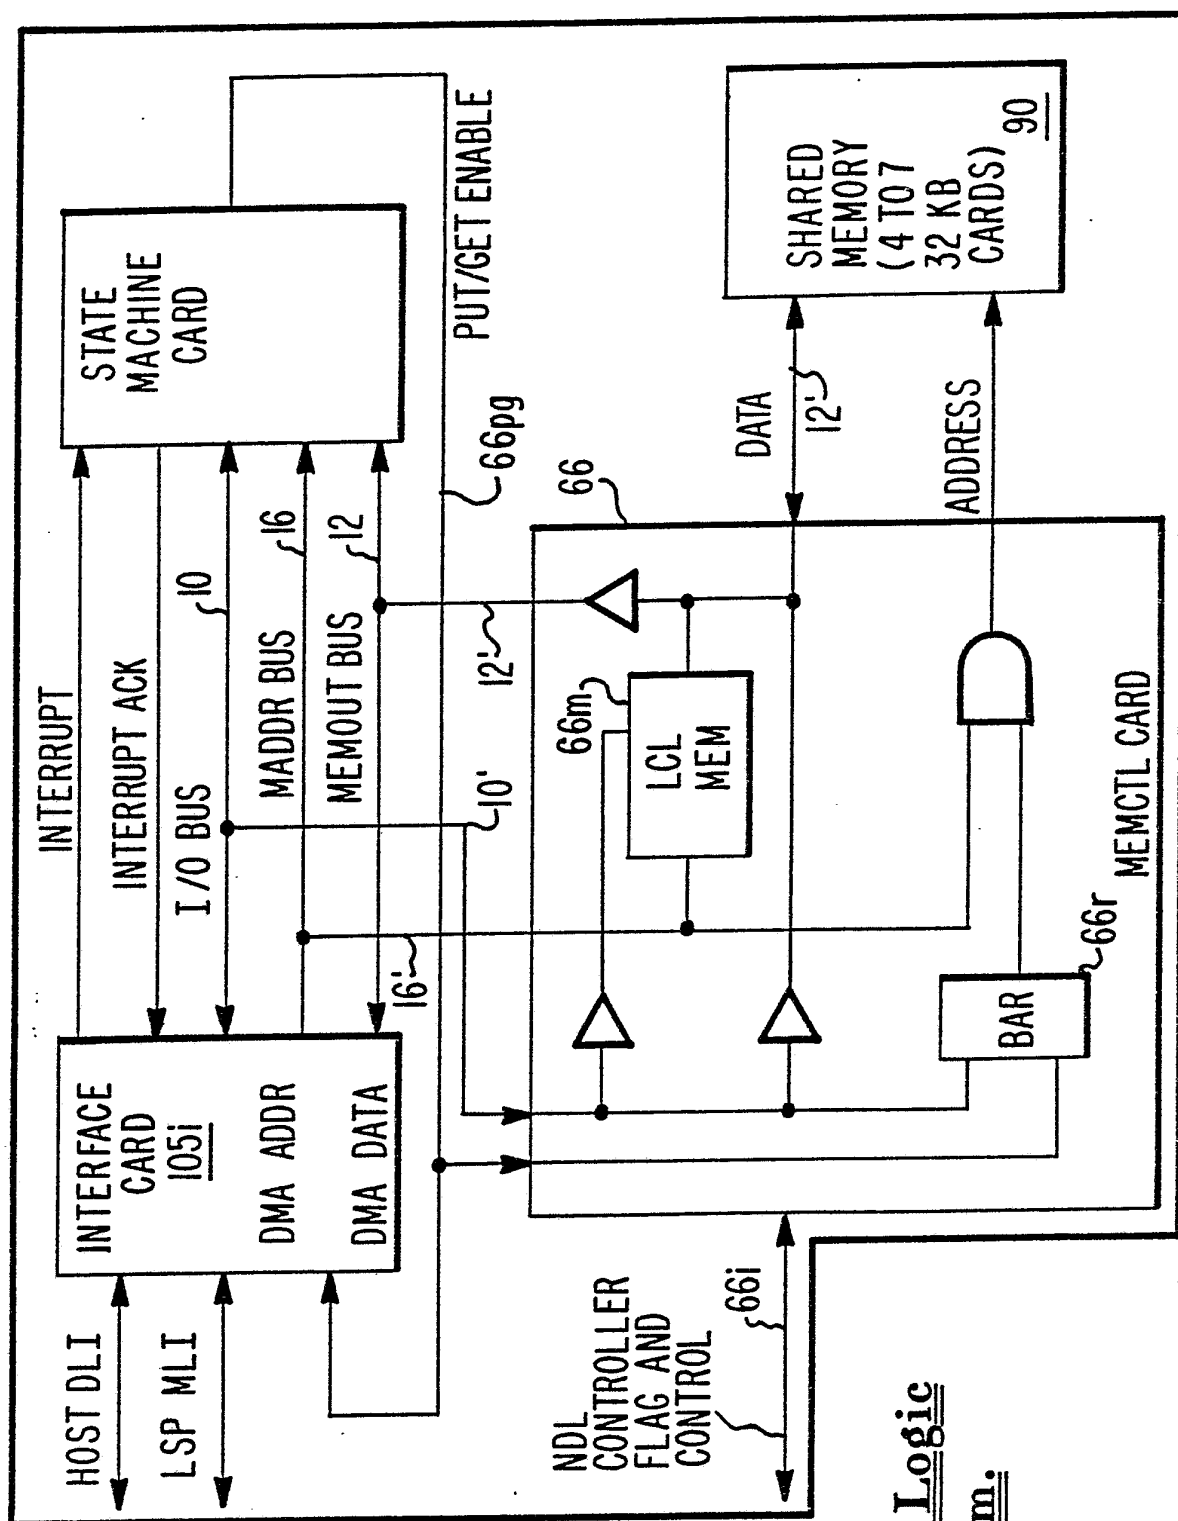 HOST DLI
LSP MLI
INTERFACE
CARD
105i
DMA ADDR
DMA DATA
INTERRUPT
INTERRUPT ACK
I/O BUS
10
MADDR BUS
16
MEMOUT BUS
12
STATE
MACHINE
CARD
PUT/GET ENABLE
66pg
16'
10'
12'
NDL
CONTROLLER
FLAG AND
CONTROL
66i
66
66m
LCL
MEM
BAR
66r
MEMCTL CARD
DATA
12'
ADDRESS
SHARED
MEMORY
(4 TO 7
32 KB
CARDS)
90
Logic
m.